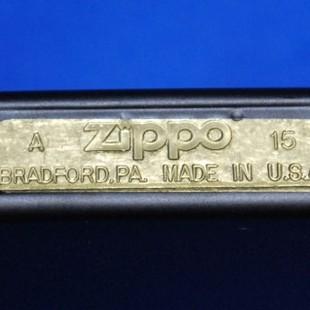 A Zippo 15
BRADFORD, PA. MADE IN U.S.A